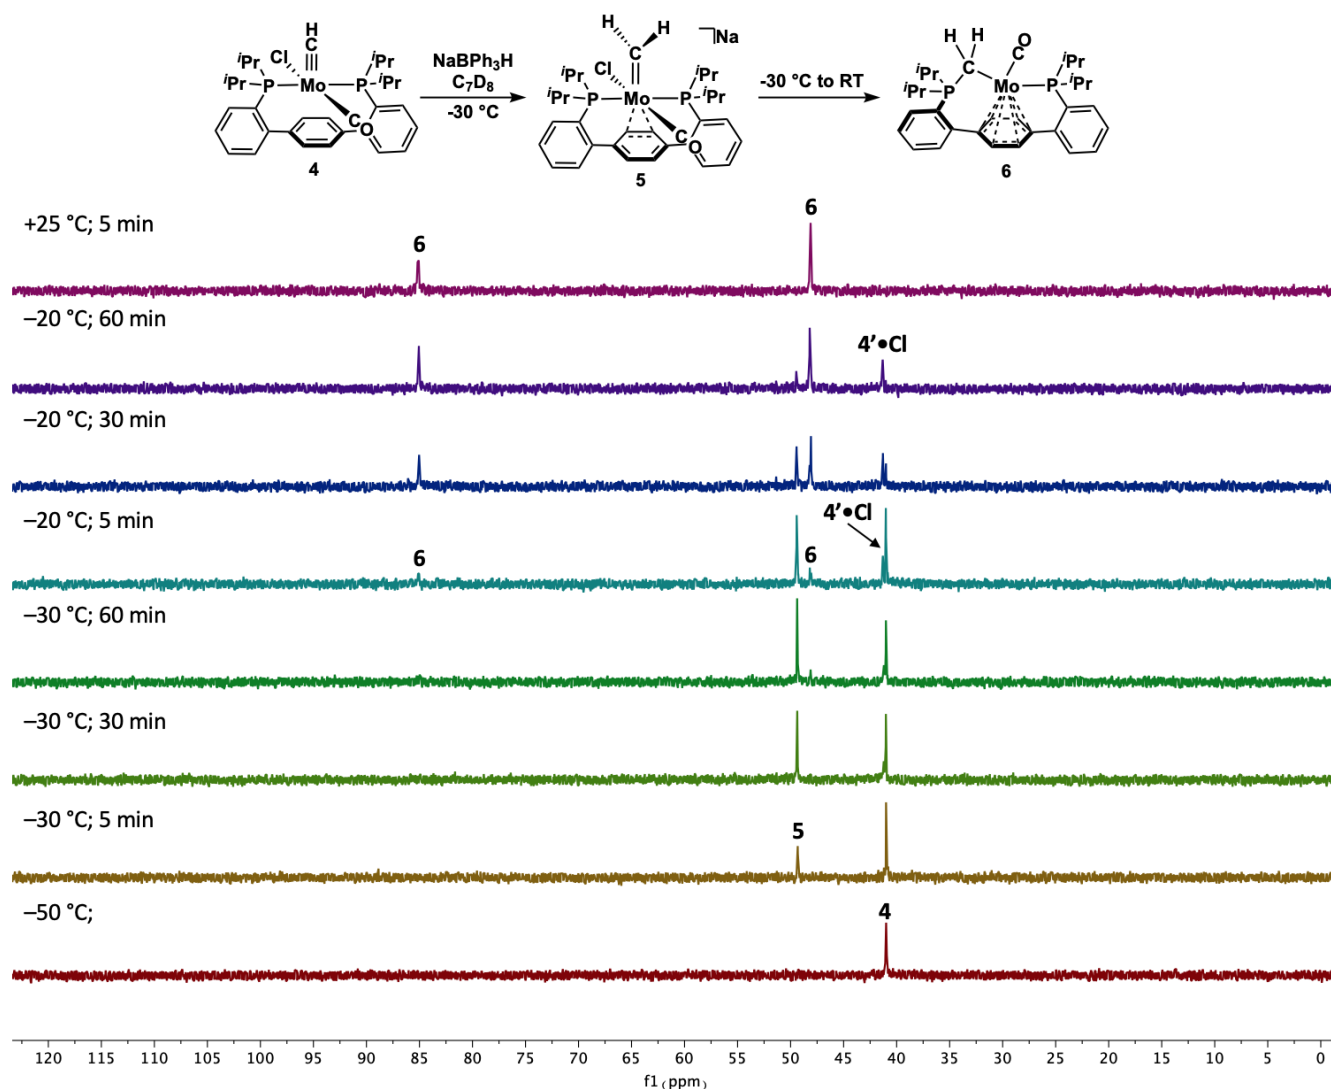 H
H
H H
CO
CH
Cl
iPr
iPr
iPr
iPr
P
Mo
P
CO
4
NaBPh3H
C7D8
-30 °C
C
Cl
iPr
iPr
iPr
iPr
P
Mo
P
CO
5
Na
-30 °C to RT
C
iPr
iPr
P
Mo
P
iPr
iPr
6
+25 °C; 5 min
6
6
–20 °C; 60 min
4’•Cl
–20 °C; 30 min
–20 °C; 5 min
6
6
4’•Cl
–30 °C; 60 min
–30 °C; 30 min
–30 °C; 5 min
5
–50 °C;
4
120 115 110 105 100 95 90 85 80 75 70 65 60 55 50 45 40 35 30 25 20 15 10 5 0
f1 (ppm)